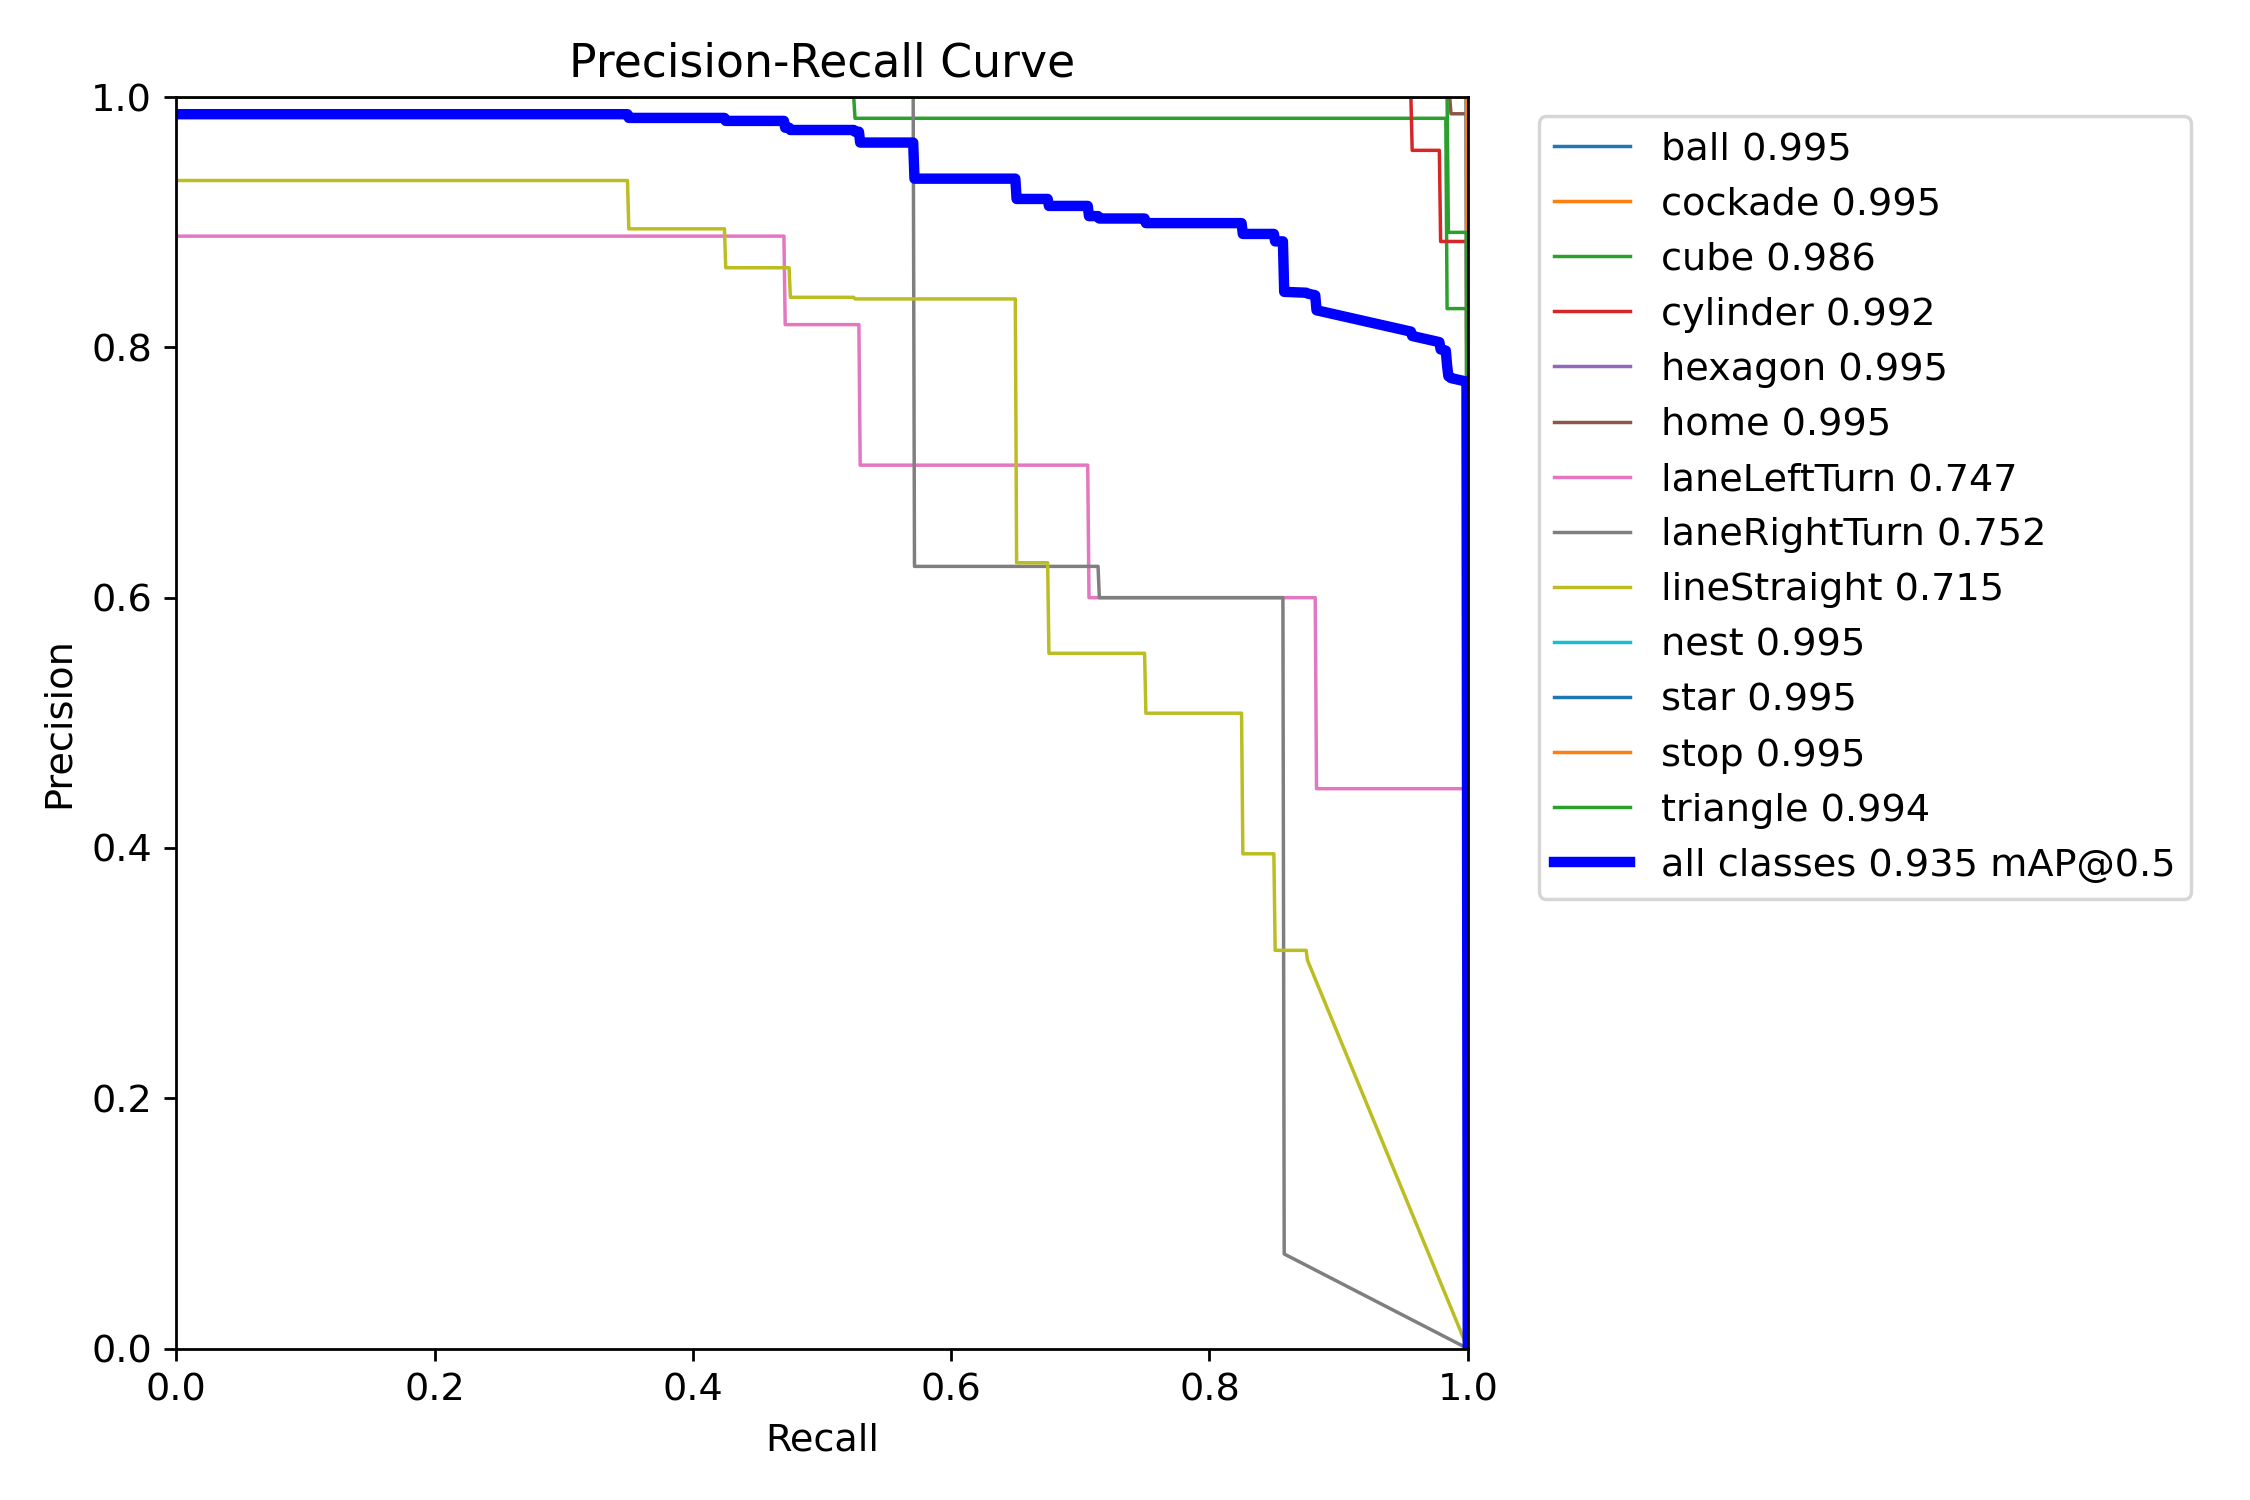 Precision-Recall Curve
1.0
0.8
0.6
0.4
0.2
0.0
Precision
0.0 0.2 0.4 0.6 0.8 1.0
Recall
ball 0.995
cockade 0.995
cube 0.986
cylinder 0.992
hexagon 0.995
home 0.995
laneLeftTurn 0.747
laneRightTurn 0.752
lineStraight 0.715
nest 0.995
star 0.995
stop 0.995
triangle 0.994
all classes 0.935 mAP@0.5